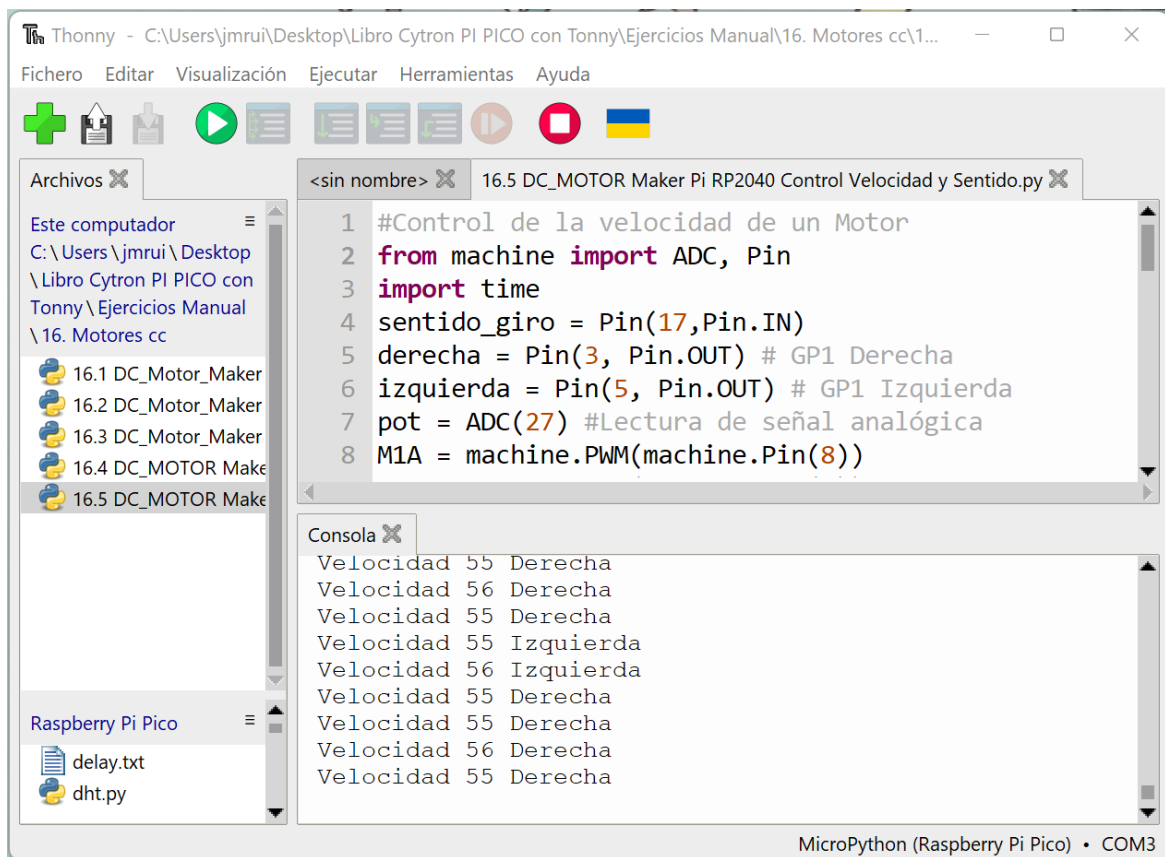 Thonny - C:\Users\jmrui\Desktop\Libro Cytron PI PICO con Tonny\Ejercicios Manual\16. Motores cc\1...
Fichero Editar Visualización Ejecutar Herramientas Ayuda
Archivos
Este computador
C:\Users\jmrui\Desktop
\Libro Cytron PI PICO con
Tonny\Ejercicios Manual
\16. Motores cc
16.1 DC_Motor_Maker
16.2 DC_Motor_Maker
16.3 DC_Motor_Maker
16.4 DC_MOTOR Make
16.5 DC_MOTOR Make
Raspberry Pi Pico
delay.txt
dht.py
<sin nombre> 16.5 DC_MOTOR Maker Pi RP2040 Control Velocidad y Sentido.py
1 #Control de la velocidad de un Motor
2 from machine import ADC, Pin
3 import time
4 sentido_giro = Pin(17,Pin.IN)
5 derecha = Pin(3, Pin.OUT) # GP1 Derecha
6 izquierda = Pin(5, Pin.OUT) # GP1 Izquierda
7 pot = ADC(27) #Lectura de señal analógica
8 M1A = machine.PWM(machine.Pin(8))
Consola
Velocidad 55 Derecha
Velocidad 56 Derecha
Velocidad 55 Derecha
Velocidad 55 Izquierda
Velocidad 56 Izquierda
Velocidad 55 Derecha
Velocidad 55 Derecha
Velocidad 56 Derecha
Velocidad 55 Derecha
MicroPython (Raspberry Pi Pico) • COM3